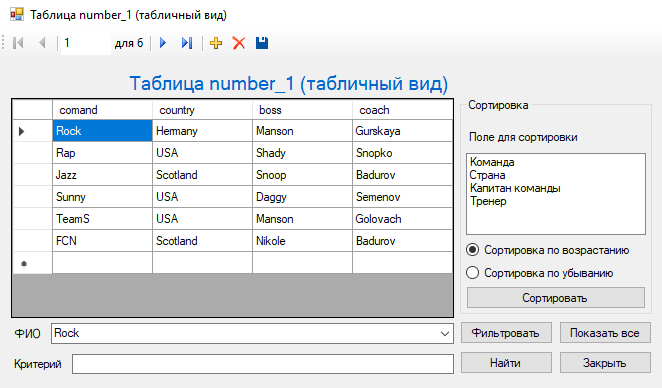 Таблица number_1 (табличный вид)
1 для 6
Таблица number_1 (табличный вид)
comand country boss coach
Rock Hemany Manson Gurskaya
Rap USA Shady Snopko
Jazz Scotland Snoop Badurov
Sunny USA Daggy Semenov
TeamS USA Manson Golovach
FCN Scotland Nikole Badurov
Сортировка
Поле для сортировки
Команда
Страна
Капитан команды
Тренер
Сортировка по возрастанию
Сортировка по убыванию
Сортировать
ФИО Rock
Фильтровать Показать все
Критерий
Найти Закрыть